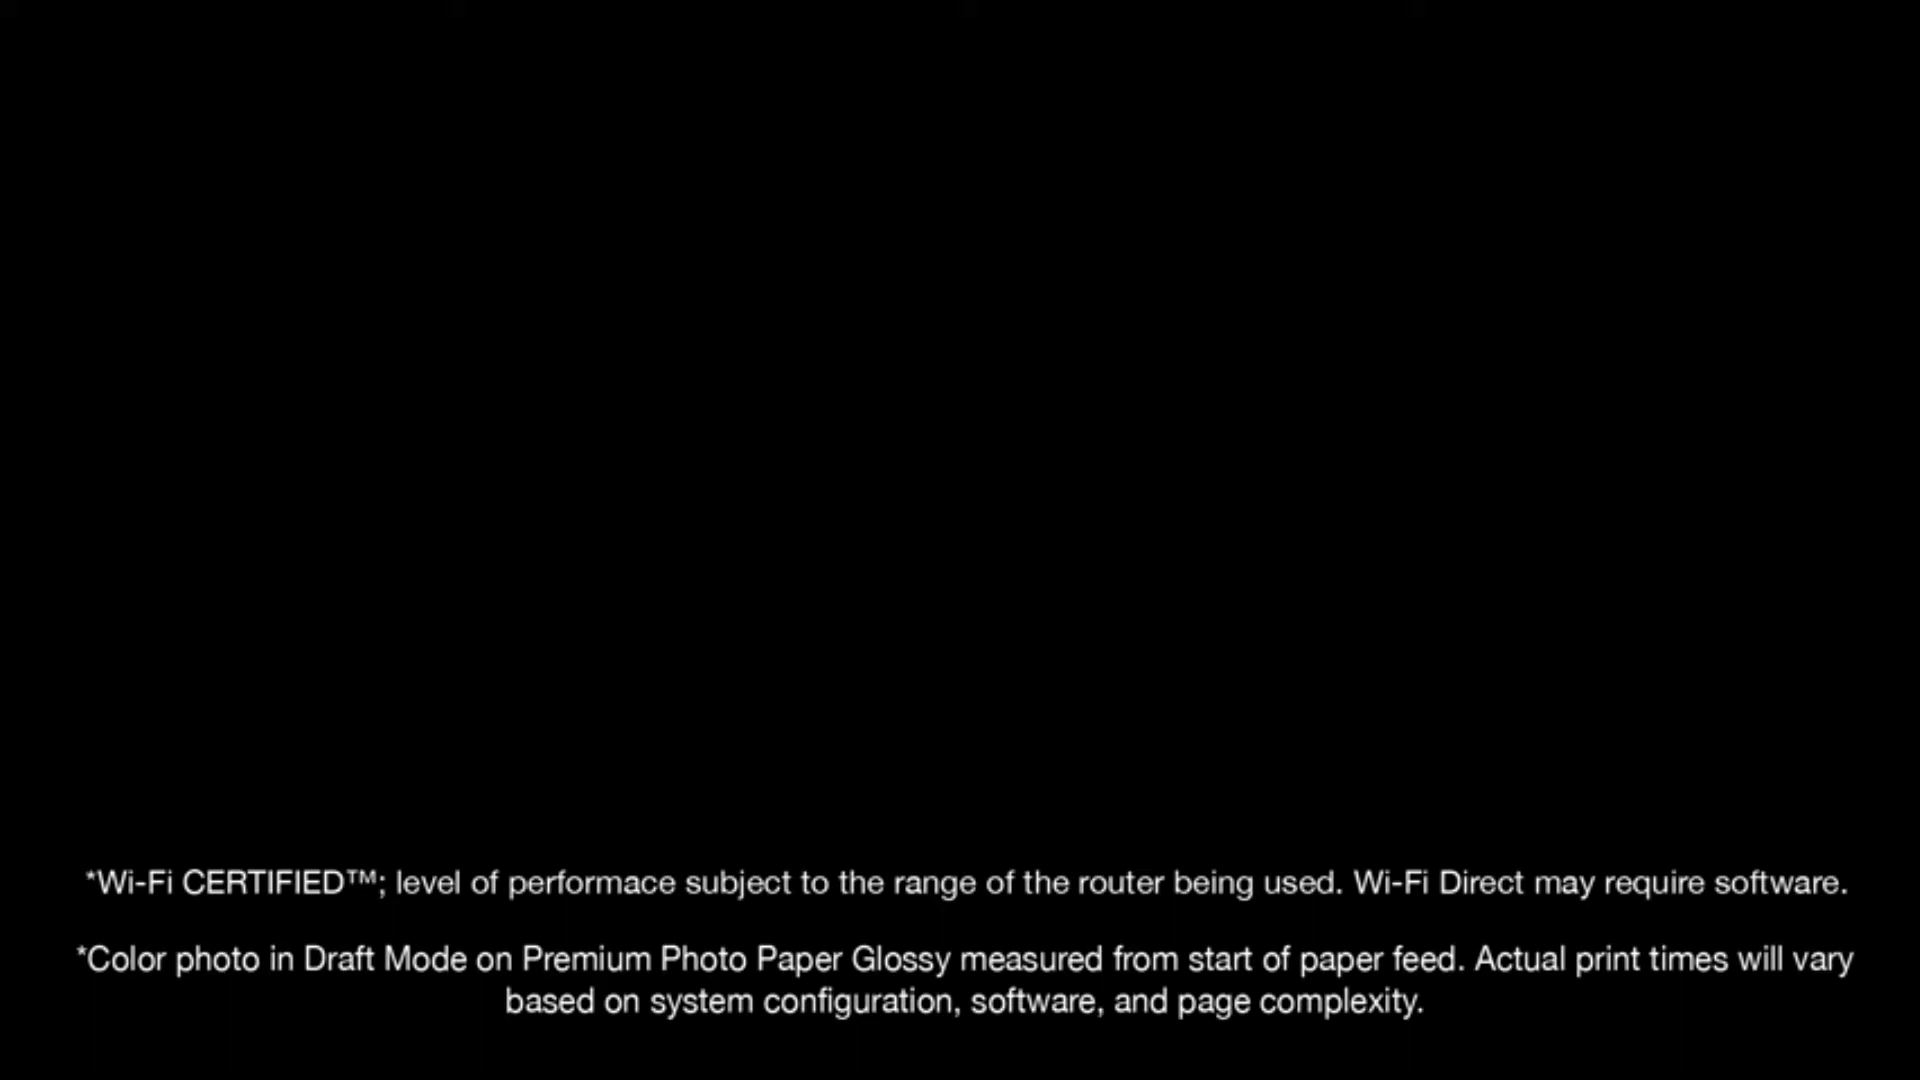 *Wi-Fi CERTIFIED™; level of performace subject to the range of the router being used. Wi-Fi Direct may require software.
*Color photo in Draft Mode on Premium Photo Paper Glossy measured from start of paper feed. Actual print times will vary
based on system configuration, software, and page complexity.